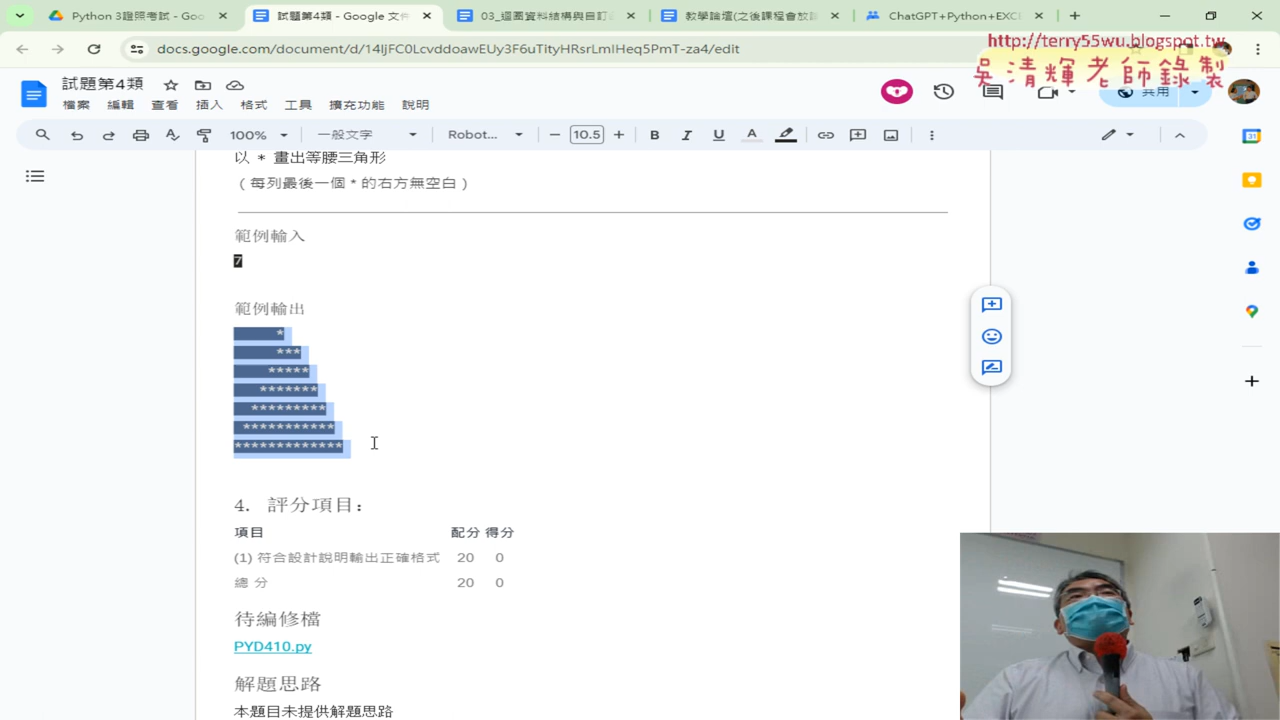 Python 3證照考試 - Goo
試題第4類 - Google 文件
03_迴圈資料結構與自訂
教學論壇(之後課程會放
ChatGPT+Python+EXC
docs.google.com/document/d/14IjFC0LcvddoawEUy3F6uTityHRsrLmIHeq5PmT-za4/edit
http://terry55wu.blogspot.tw
吳清輝老師錄製
試題第4類
檔案 編輯 查看 插入 格式 工具 擴充功能 說明
共用
100% 一般文字 Robot... 10.5
以 * 畫出等腰三角形
（每列最後一個 * 的右方無空白）
範例輸入
7
範例輸出
*
***
*****
*******
*********
***********
*************
4. 評分項目：
項目 配分 得分
(1) 符合設計說明輸出正確格式 20 0
總 分 20 0
待編修檔
PYD410.py
解題思路
本題目未提供解題思路